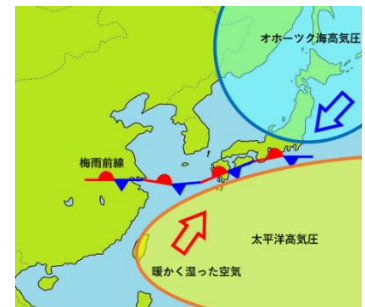 オホーツク海高気圧
梅雨前線
太平洋高気圧
暖かく湿った空気